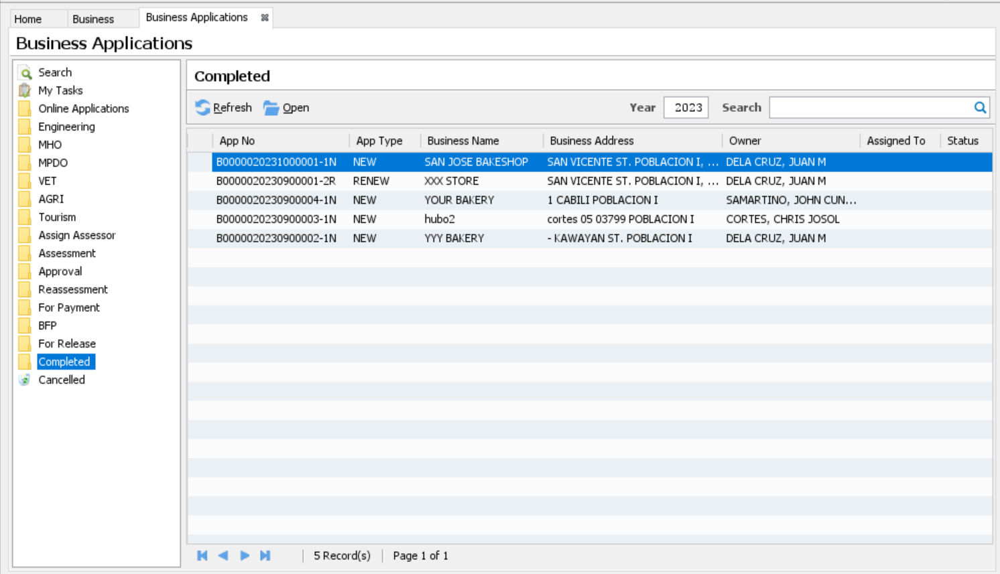 Home Business Business Applications
Business Applications
Search
My Tasks
Online Applications
Engineering
MHO
MPDO
VET
AGRI
Tourism
Assign Assessor
Assessment
Approval
Reassessment
For Payment
BFP
For Release
Completed
Cancelled
Completed
Refresh Open Year 2023 Search
App No App Type Business Name Business Address Owner Assigned To Status
B0000020231000001-1N NEW SAN JOSE BAKESHOP SAN VICENTE ST. POBLACION I, ... DELA CRUZ, JUAN M
B0000020230900001-2R RENEW XXX STORE SAN VICENTE ST. POBLACION I, ... DELA CRUZ, JUAN M
B0000020230900004-1N NEW YOUR BAKERY 1 CABILI POBLACION I SAMARTINO, JOHN CUN...
B0000020230900003-1N NEW hubo2 cortes 05 03799 POBLACION I CORTES, CHRIS JOSOL
B0000020230900002-1N NEW YYY BAKERY - KAWAYAN ST. POBLACION I DELA CRUZ, JUAN M
5 Record(s) Page 1 of 1